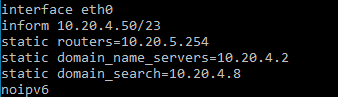 interface eth0
inform 10.20.4.50/23
static routers=10.20.5.254
static domain_name_servers=10.20.4.2
static domain_search=10.20.4.8
noipv6